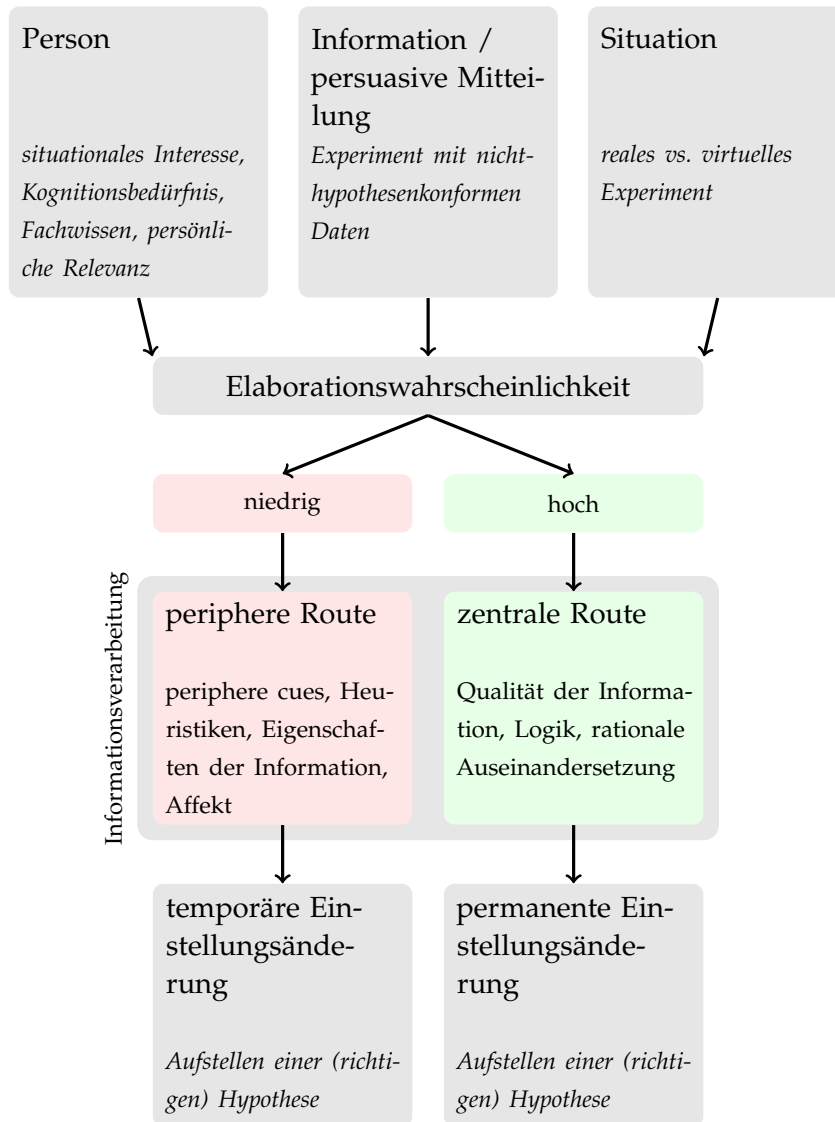 Person
situationales Interesse,
Kognitionsbedürfnis,
Fachwissen, persönli-
che Relevanz
Information /
persuasive Mittei-
lung
Experiment mit nicht-
hypothesenkonformen
Daten
Situation
reales vs. virtuelles
Experiment
Elaborationswahrscheinlichkeit
niedrig
hoch
Informationsverarbeitung
periphere Route
periphere cues, Heu-
ristiken, Eigenschaf-
ten der Information,
Affekt
zentrale Route
Qualität der Informa-
tion, Logik, rationale
Auseinandersetzung
temporäre Ein-
stellungsände-
rung
Aufstellen einer (richti-
gen) Hypothese
permanente Ein-
stellungsände-
rung
Aufstellen einer (richti-
gen) Hypothese